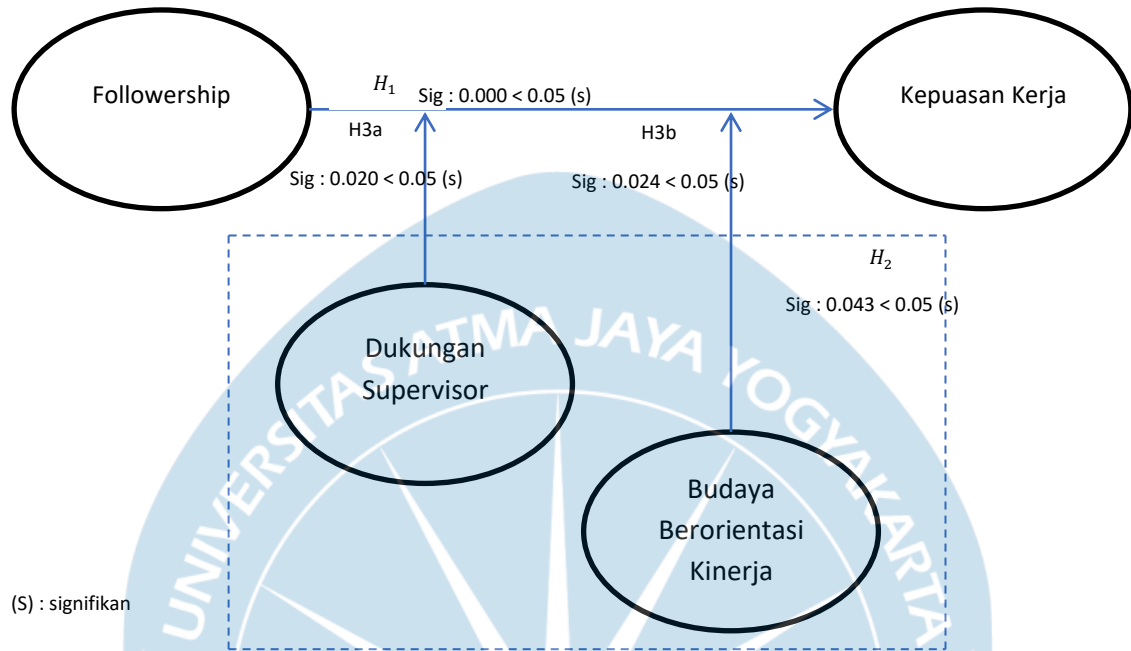 Followership
H₁
Sig : 0.000 < 0.05 (s)
Kepuasan Kerja
H3a
H3b
Sig : 0.020 < 0.05 (s)
Sig : 0.024 < 0.05 (s)
H₂
Sig : 0.043 < 0.05 (s)
Dukungan
Supervisor
Budaya
Berorientasi
Kinerja
(S) : signifikan
UNIVERSITAS ATMA JAYA YOGYAKARTA